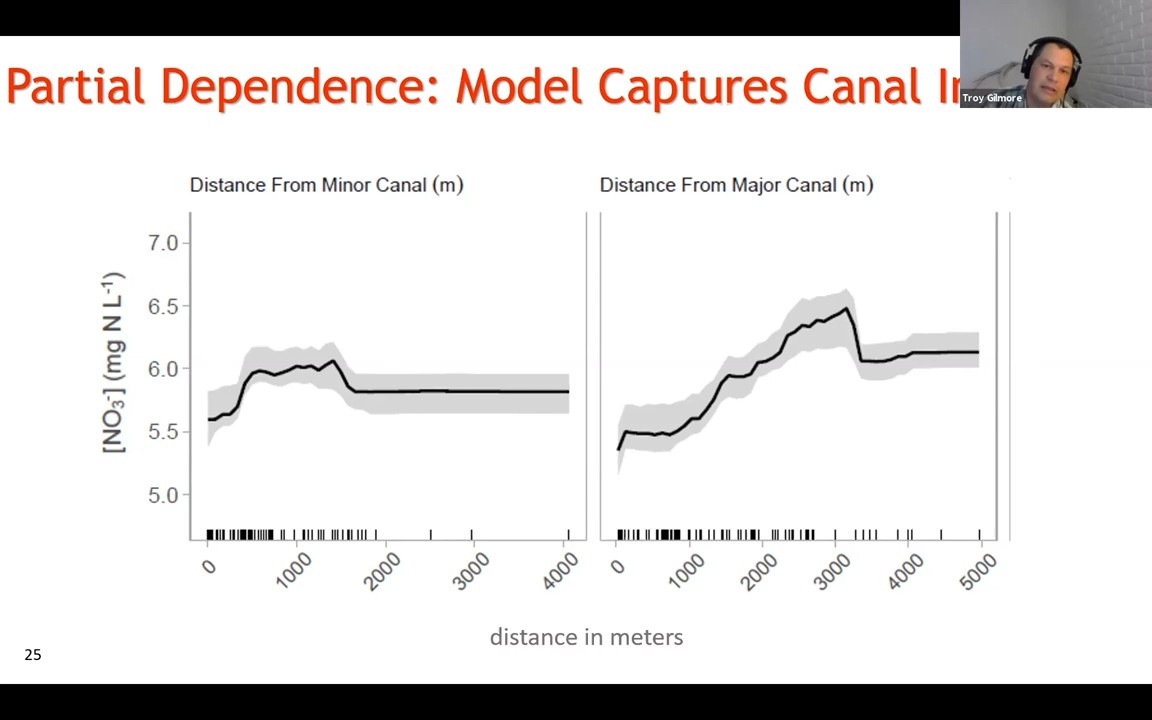 Partial Dependence: Model Captures Canal
Troy Gilmore
Distance From Minor Canal (m)
Distance From Major Canal (m)
[NO₃⁻] (mg N L⁻¹)
7.0
6.5
6.0
5.5
5.0
0 1000 2000 3000 4000
0 1000 2000 3000 4000 5000
distance in meters
25